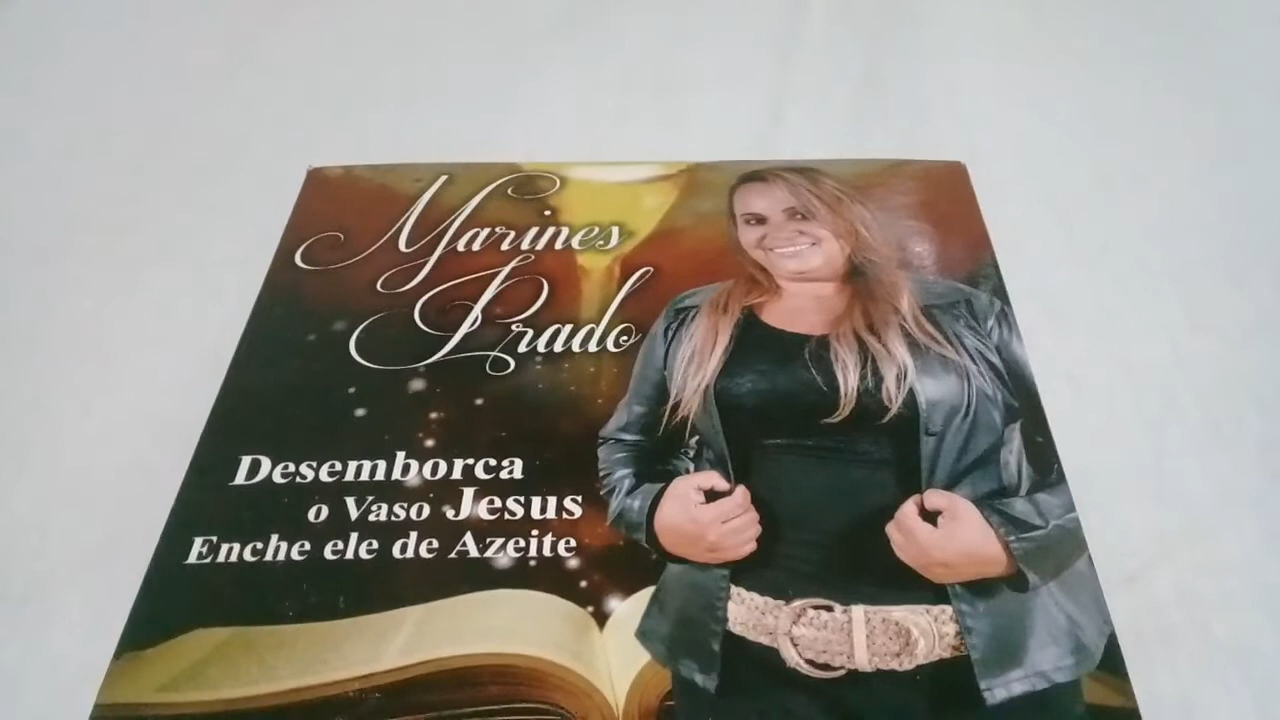 Marines
Prado
Desemborca
o Vaso Jesus
Enche ele de Azeite